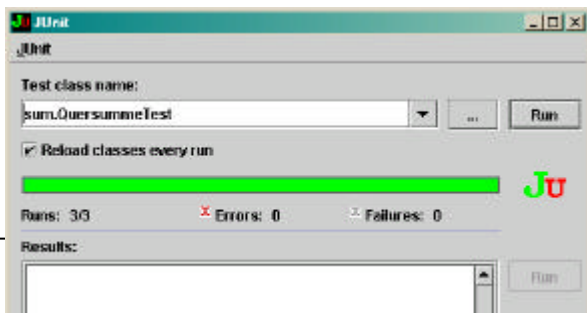 JUnit
JUnit
Test class name:
sum.QuersummeTest ... Run
Reload classes every run
JU
Runs: 3/3 X Errors: 0 X Failures: 0
Results:
Run